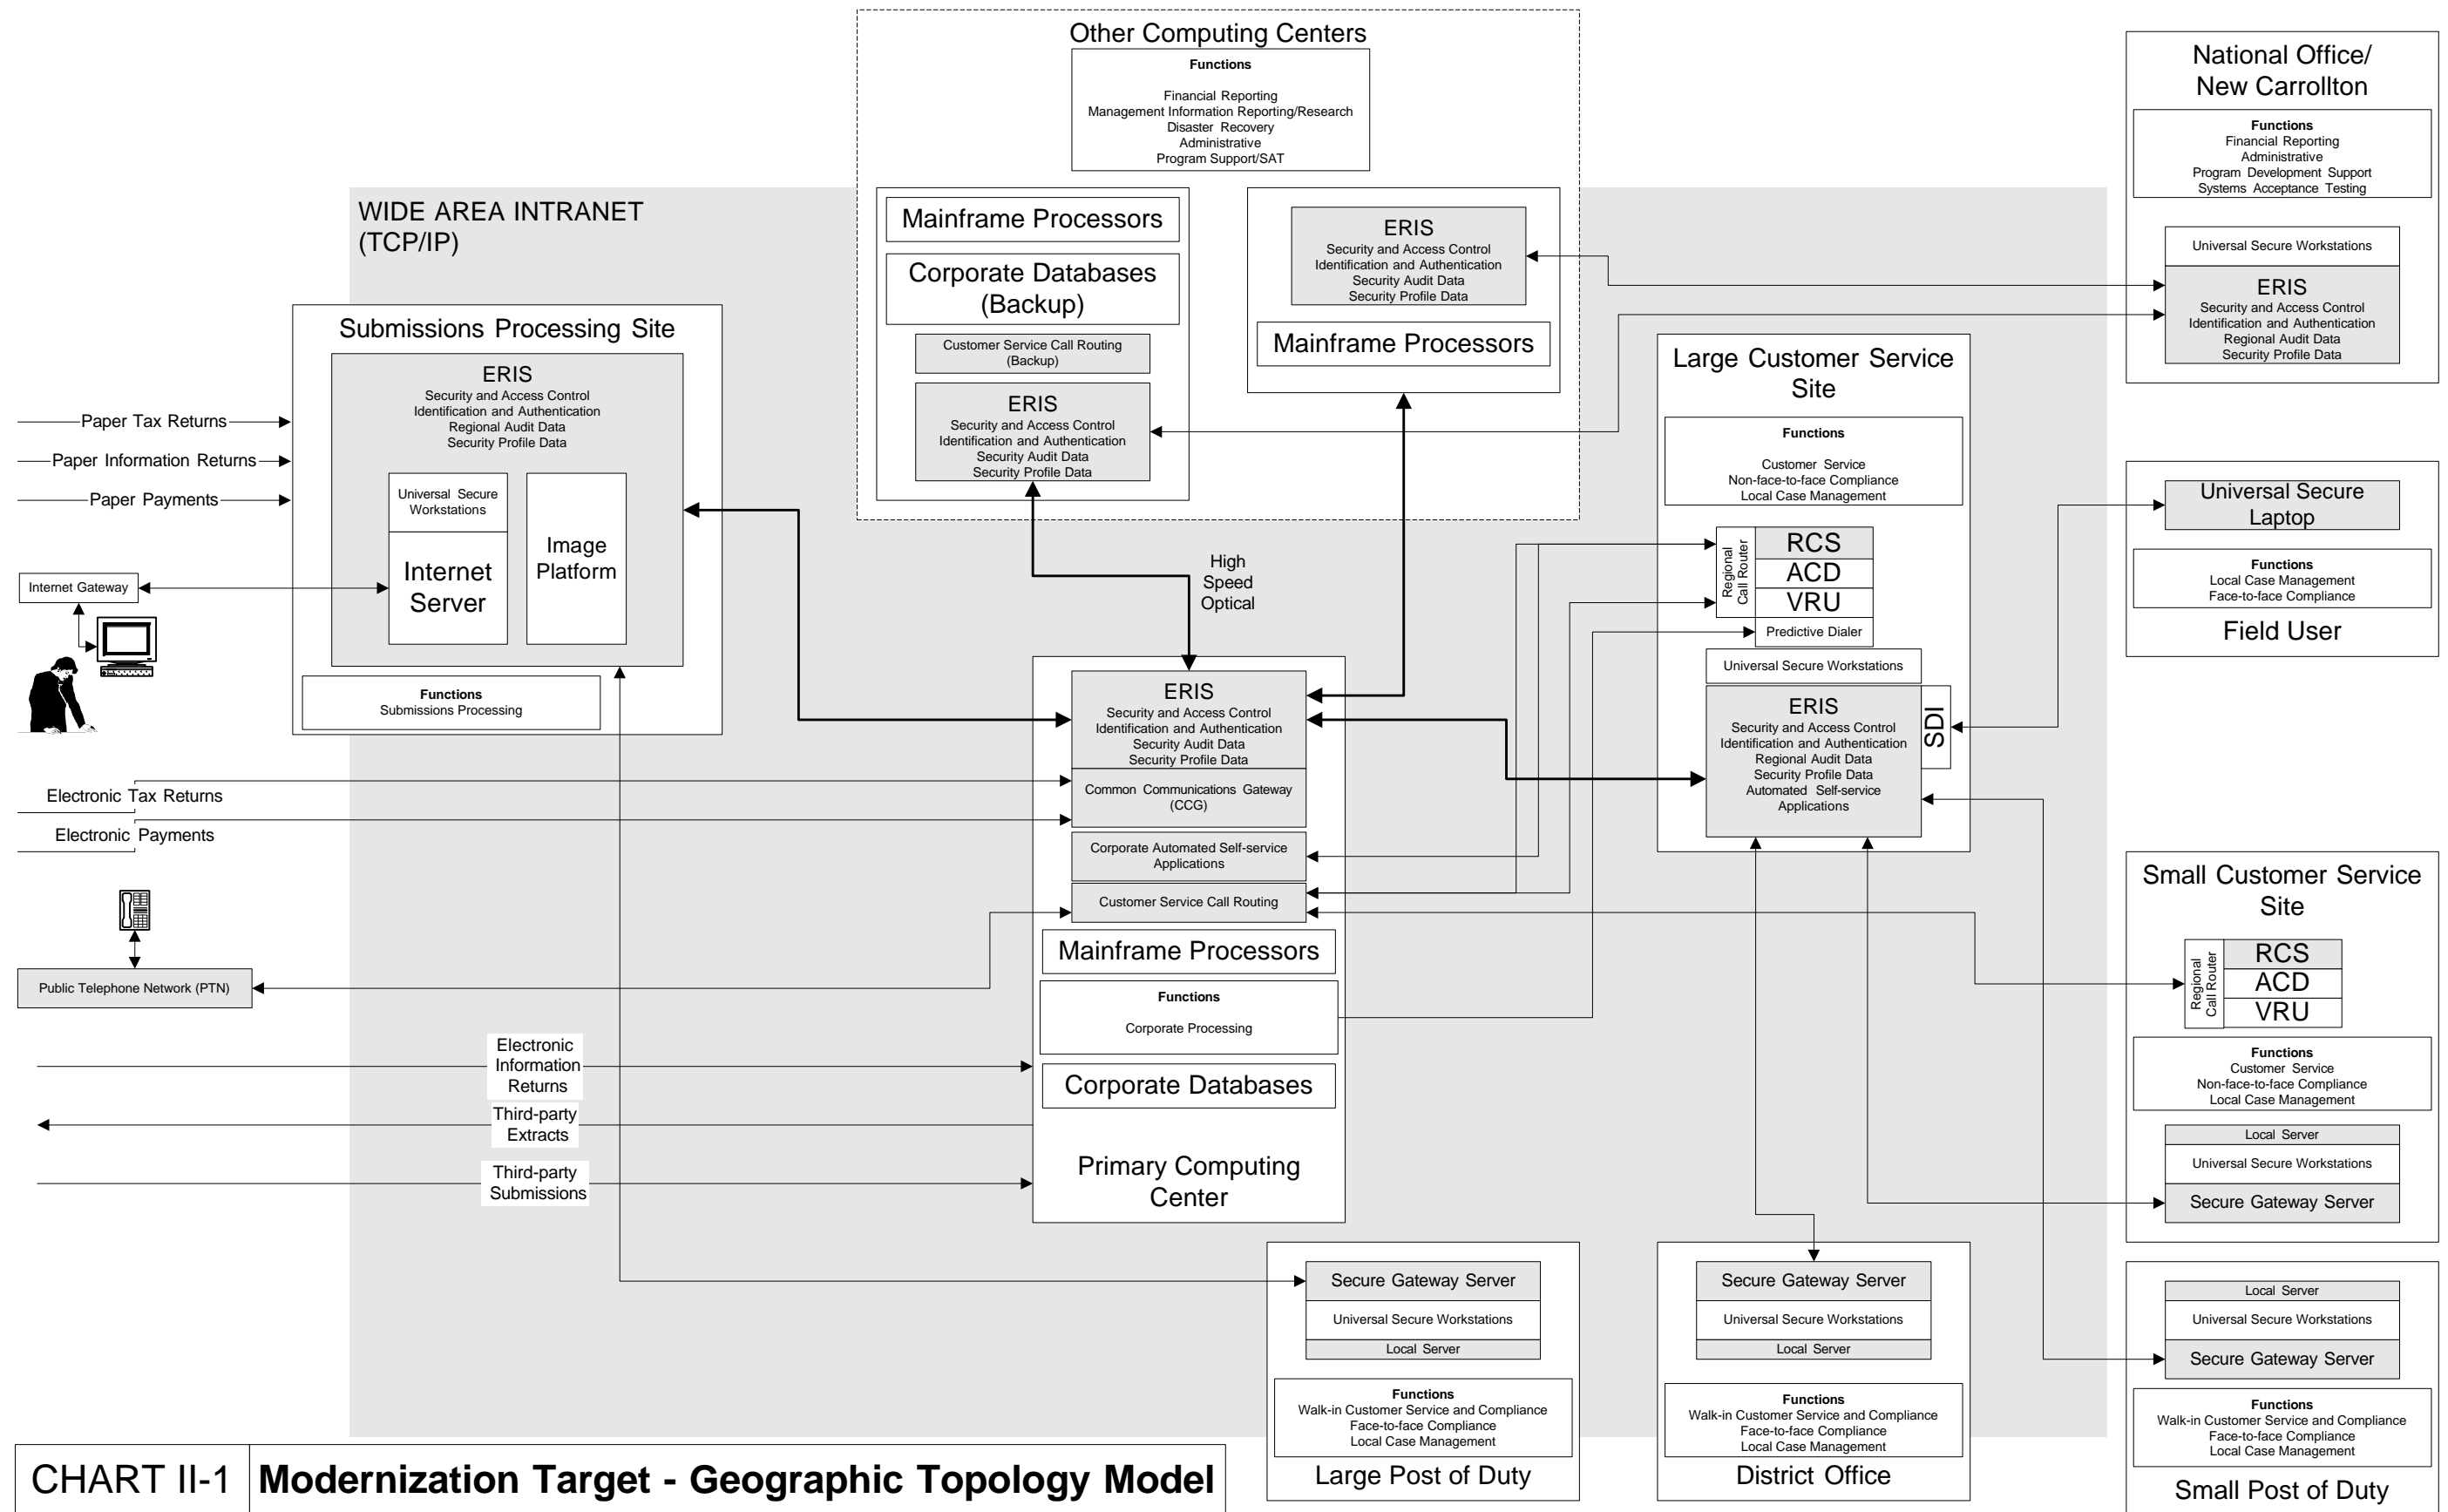 Other Computing Centers
Functions
Financial Reporting
Management Information Reporting/Research
Disaster Recovery
Administrative
Program Support/SAT
National Office/
New Carrollton
Functions
Financial Reporting
Administrative
Program Development Support
Systems Acceptance Testing
Universal Secure Workstations
ERIS
Security and Access Control
Identification and Authentication
Regional Audit Data
Security Profile Data
WIDE AREA INTRANET
(TCP/IP)
Mainframe Processors
Corporate Databases
(Backup)
Customer Service Call Routing
(Backup)
ERIS
Security and Access Control
Identification and Authentication
Security Audit Data
Security Profile Data
ERIS
Security and Access Control
Identification and Authentication
Security Audit Data
Security Profile Data
Mainframe Processors
Submissions Processing Site
ERIS
Security and Access Control
Identification and Authentication
Regional Audit Data
Security Profile Data
Universal Secure
Workstations
Internet
Server
Image
Platform
Functions
Submissions Processing
Paper Tax Returns
Paper Information Returns
Paper Payments
Internet Gateway
High
Speed
Optical
Large Customer Service
Site
Functions
Customer Service
Non-face-to-face Compliance
Local Case Management
Regional
Call Router
RCS
ACD
VRU
Predictive Dialer
Universal Secure Workstations
ERIS
Security and Access Control
Identification and Authentication
Regional Audit Data
Security Profile Data
Automated Self-service
Applications
SDI
Universal Secure
Laptop
Functions
Local Case Management
Face-to-face Compliance
Field User
ERIS
Security and Access Control
Identification and Authentication
Security Audit Data
Security Profile Data
Common Communications Gateway
(CCG)
Corporate Automated Self-service
Applications
Customer Service Call Routing
Mainframe Processors
Functions
Corporate Processing
Corporate Databases
Primary Computing
Center
Electronic Tax Returns
Electronic Payments
Public Telephone Network (PTN)
Electronic
Information
Returns
Third-party
Extracts
Third-party
Submissions
Small Customer Service
Site
Regional
Call Router
RCS
ACD
VRU
Functions
Customer Service
Non-face-to-face Compliance
Local Case Management
Local Server
Universal Secure Workstations
Secure Gateway Server
Secure Gateway Server
Universal Secure Workstations
Local Server
Functions
Walk-in Customer Service and Compliance
Face-to-face Compliance
Local Case Management
Large Post of Duty
Secure Gateway Server
Universal Secure Workstations
Local Server
Functions
Walk-in Customer Service and Compliance
Face-to-face Compliance
Local Case Management
District Office
Local Server
Universal Secure Workstations
Secure Gateway Server
Functions
Walk-in Customer Service and Compliance
Face-to-face Compliance
Local Case Management
Small Post of Duty
CHART II-1
Modernization Target - Geographic Topology Model